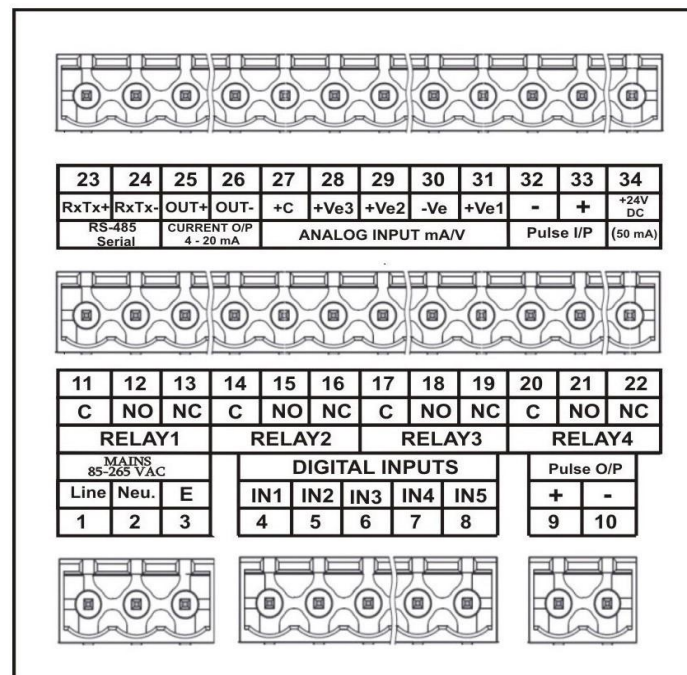 23 24 25 26 27 28 29 30 31 32 33 34
RxTx+ RxTx- OUT+ OUT- +C +Ve3 +Ve2 -Ve +Ve1 - + +24V DC
RS-485 Serial CURRENT O/P 4 - 20 mA ANALOG INPUT mA/V Pulse I/P (50 mA)
11 12 13 14 15 16 17 18 19 20 21 22
C NO NC C NO NC C NO NC C NO NC
RELAY1 RELAY2 RELAY3 RELAY4
MAINS 85-265 VAC DIGITAL INPUTS Pulse O/P
Line Neu. E IN1 IN2 IN3 IN4 IN5 + -
1 2 3 4 5 6 7 8 9 10